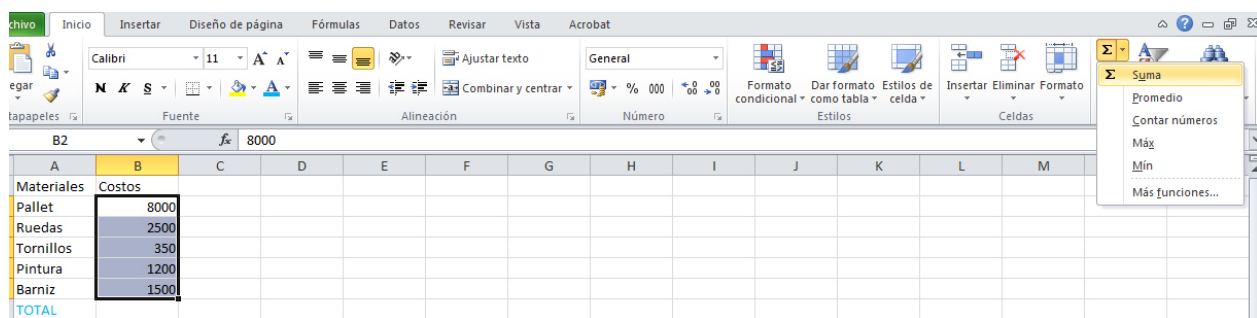 chivo Inicio Insertar Diseño de página Fórmulas Datos Revisar Vista Acrobat
Calibri 11 A A Ajustar texto General Σ
Σ Suma
egar N K S A Combinar y centrar % 000 Formato Dar formato Estilos de Insertar Eliminar Formato
condicional como tabla celda
Promedio
tapapeles Fuente Alineación Número Estilos Celdas
Contar números
B2 fx 8000
Máx
A B C D E F G H I J K L M
Mín
Materiales Costos
Más funciones...
Pallet 8000
Ruedas 2500
Tornillos 350
Pintura 1200
Barniz 1500
TOTAL